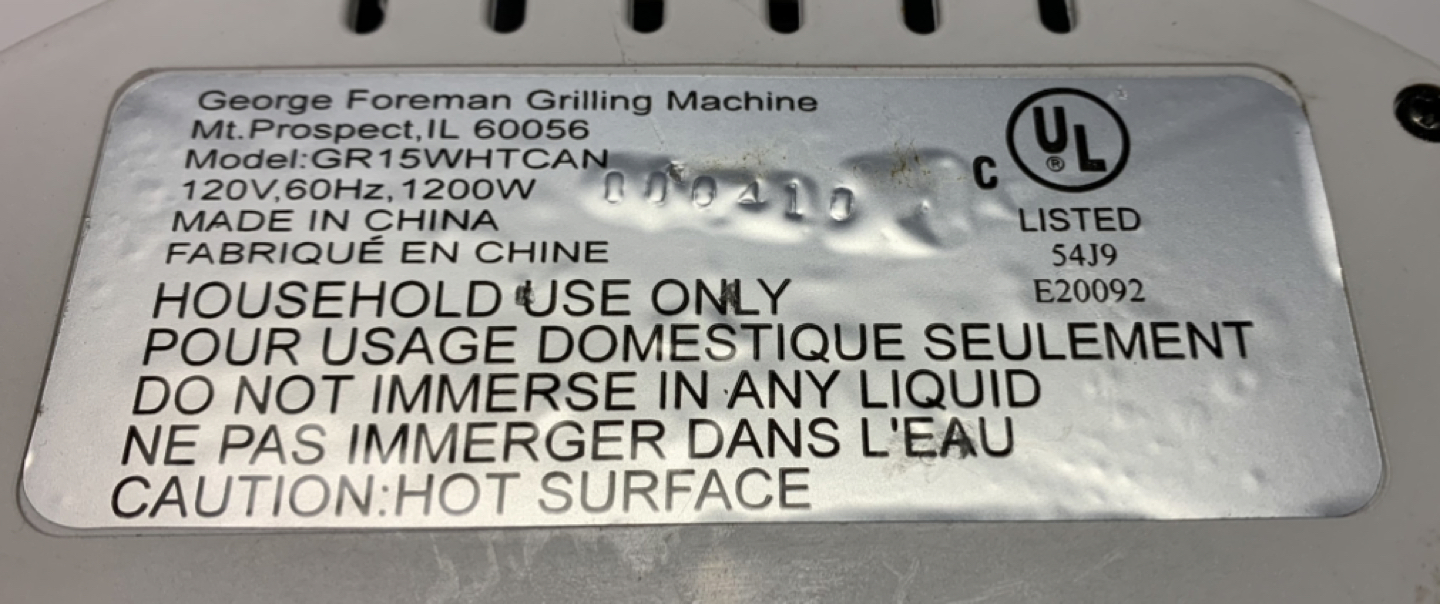 George Foreman Grilling Machine
Mt.Prospect,IL 60056
Model:GR15WHTCAN
120V,60Hz,1200W
000410
MADE IN CHINA
FABRIQUÉ EN CHINE
HOUSEHOLD USE ONLY
POUR USAGE DOMESTIQUE SEULEMENT
DO NOT IMMERSE IN ANY LIQUID
NE PAS IMMERGER DANS L'EAU
CAUTION:HOT SURFACE
C UL ®
LISTED
54J9
E20092